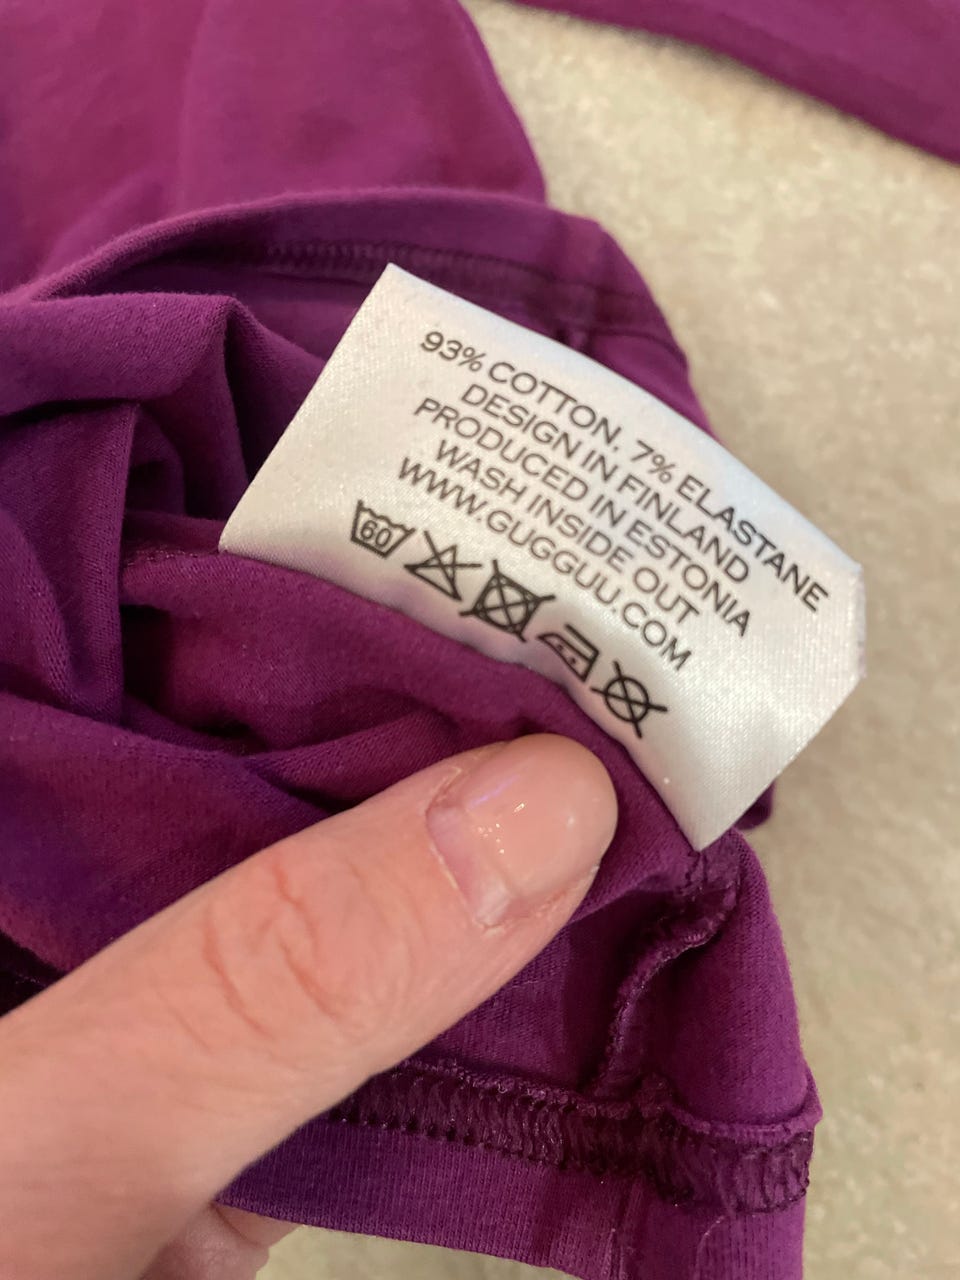 93% COTTON, 7% ELASTANE
DESIGN IN FINLAND
PRODUCED IN ESTONIA
WASH INSIDE OUT
WWW.GUGGUU.COM
60